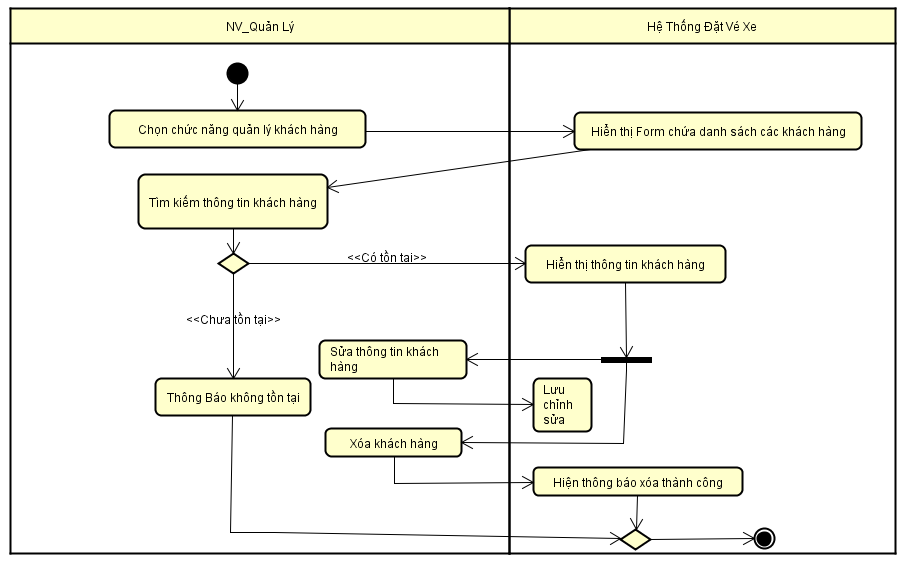 NV_Quản Lý
Hệ Thống Đặt Vé Xe
Chọn chức năng quản lý khách hàng
Hiển thị Form chứa danh sách các khách hàng
Tìm kiếm thông tin khách hàng
<<Có tồn tại>>
Hiển thị thông tin khách hàng
<<Chưa tồn tại>>
Sửa thông tin khách
hàng
Thông Báo không tồn tại
Lưu
chỉnh
sửa
Xóa khách hàng
Hiện thông báo xóa thành công